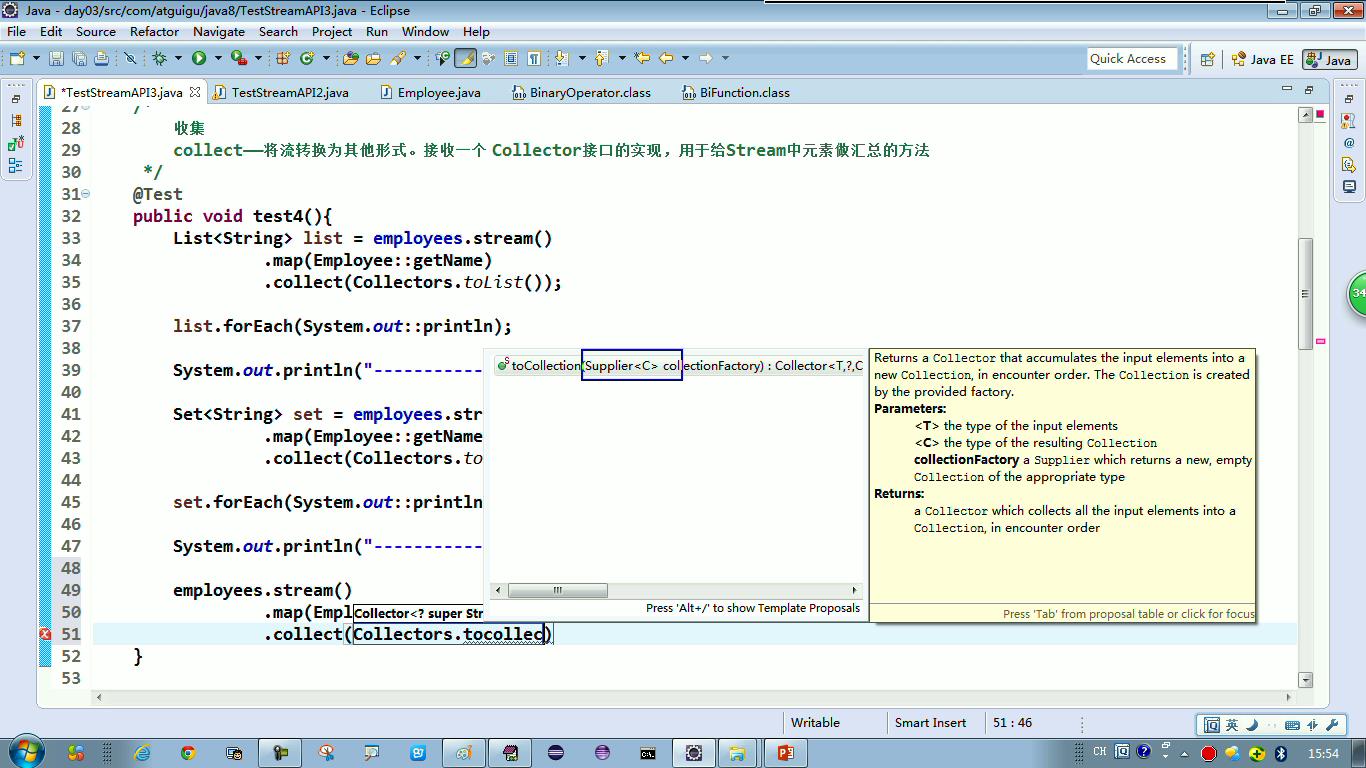 Java - day03/src/com/atguigu/java8/TestStreamAPI3.java - Eclipse
File Edit Source Refactor Navigate Search Project Run Window Help
Quick Access Java EE Java
*TestStreamAPI3.java TestStreamAPI2.java Employee.java BinaryOperator.class BiFunction.class
27 /*
28 收集
29 collect——将流转换为其他形式。接收一个 Collector接口的实现，用于给Stream中元素做汇总的方法
30 */
31 @Test
32 public void test4(){
33 List<String> list = employees.stream()
34 .map(Employee::getName)
35 .collect(Collectors.toList());
36
37 list.forEach(System.out::println);
38
39 System.out.println("-----------
40
41 Set<String> set = employees.str
42 .map(Employee::getName
43 .collect(Collectors.to
44
45 set.forEach(System.out::println
46
47 System.out.println("-----------
48
49 employees.stream()
50 .map(Empl
51 .collect(Collectors.tocollec)
52 }
53
Collector<? super Str
toCollection(Supplier<C> collectionFactory) : Collector<T,?,C
Press 'Alt+/' to show Template Proposals
Returns a Collector that accumulates the input elements into a
new Collection, in encounter order. The Collection is created
by the provided factory.
Parameters:
<T> the type of the input elements
<C> the type of the resulting Collection
collectionFactory a Supplier which returns a new, empty
Collection of the appropriate type
Returns:
a Collector which collects all the input elements into a
Collection, in encounter order
Press 'Tab' from proposal table or click for focus
34
Writable Smart Insert 51 : 46
英
CH 15:54